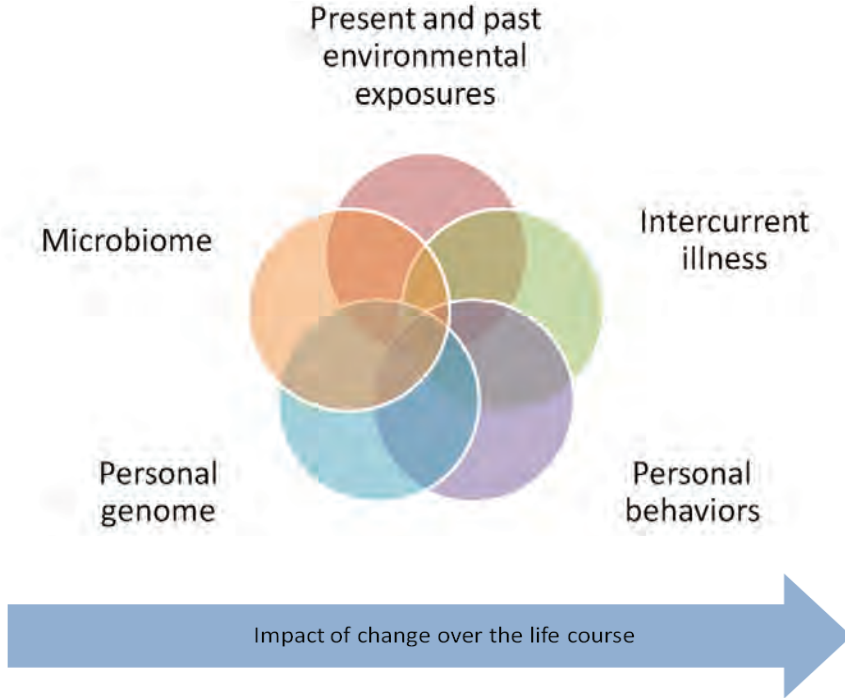 Present and past
environmental
exposures
Microbiome
Intercurrent
illness
Personal
genome
Personal
behaviors
Impact of change over the life course